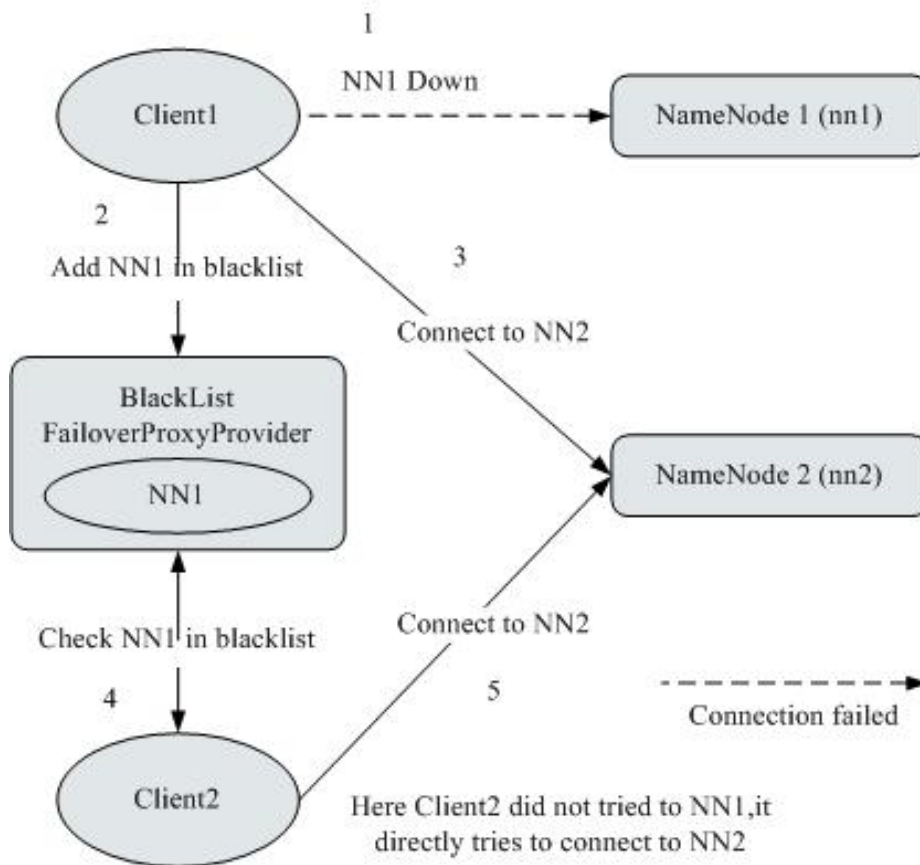 1
NN1 Down
Client1
NameNode 1 (nn1)
2
Add NN1 in blacklist
3
Connect to NN2
BlackList
FailoverProxyProvider
NN1
NameNode 2 (nn2)
Check NN1 in blacklist
Connect to NN2
4
5
Connection failed
Client2
Here Client2 did not tried to NN1,it
directly tries to connect to NN2